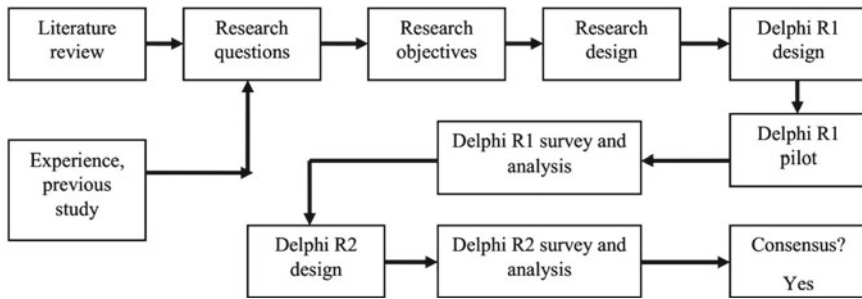 Literature
review
Research
questions
Research
objectives
Research
design
Delphi R1
design
Experience,
previous
study
Delphi R1 survey and
analysis
Delphi R1
pilot
Delphi R2
design
Delphi R2 survey and
analysis
Consensus?
Yes